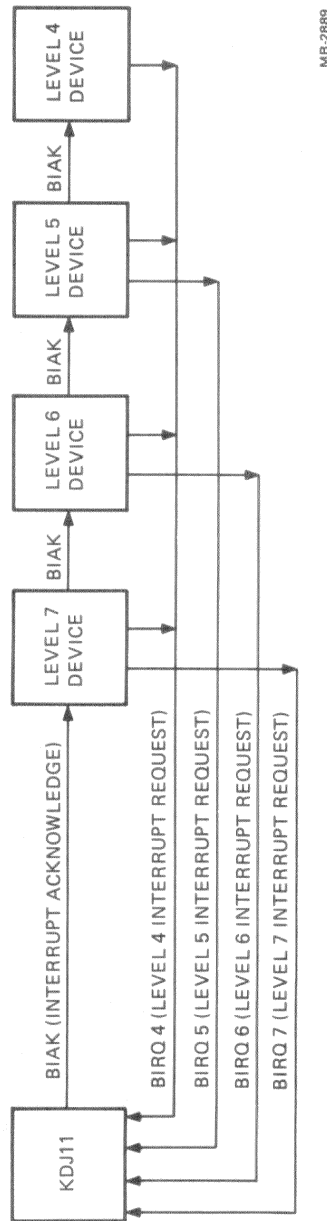 KDJ11
BIAK (INTERRUPT ACKNOWLEDGE)
LEVEL 7
DEVICE
BIAK
LEVEL 6
DEVICE
BIAK
LEVEL 5
DEVICE
BIAK
LEVEL 4
DEVICE
BIRQ 4 (LEVEL 4 INTERRUPT REQUEST)
BIRQ 5 (LEVEL 5 INTERRUPT REQUEST)
BIRQ 6 (LEVEL 6 INTERRUPT REQUEST)
BIRQ 7 (LEVEL 7 INTERRUPT REQUEST)
MR-2889